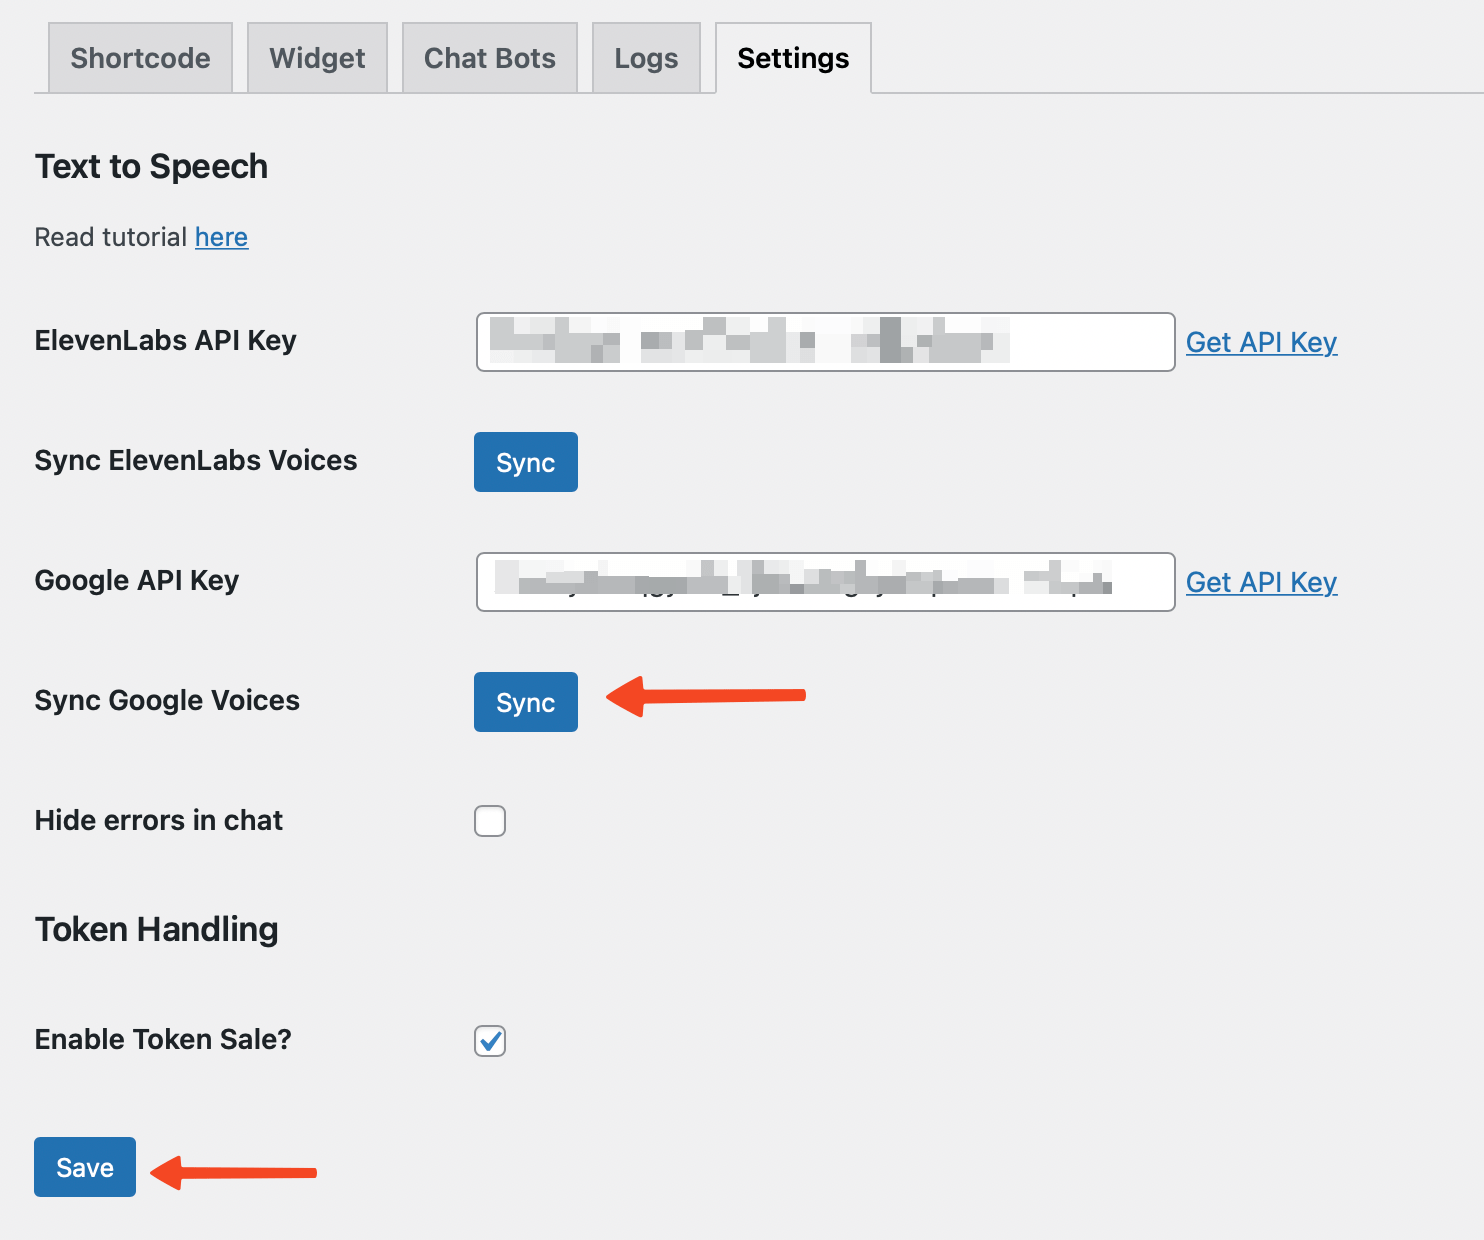 Shortcode Widget Chat Bots Logs Settings
Text to Speech
Read tutorial here
ElevenLabs API Key Get API Key
Sync ElevenLabs Voices Sync
Google API Key Get API Key
Sync Google Voices Sync
Hide errors in chat
Token Handling
Enable Token Sale?
Save